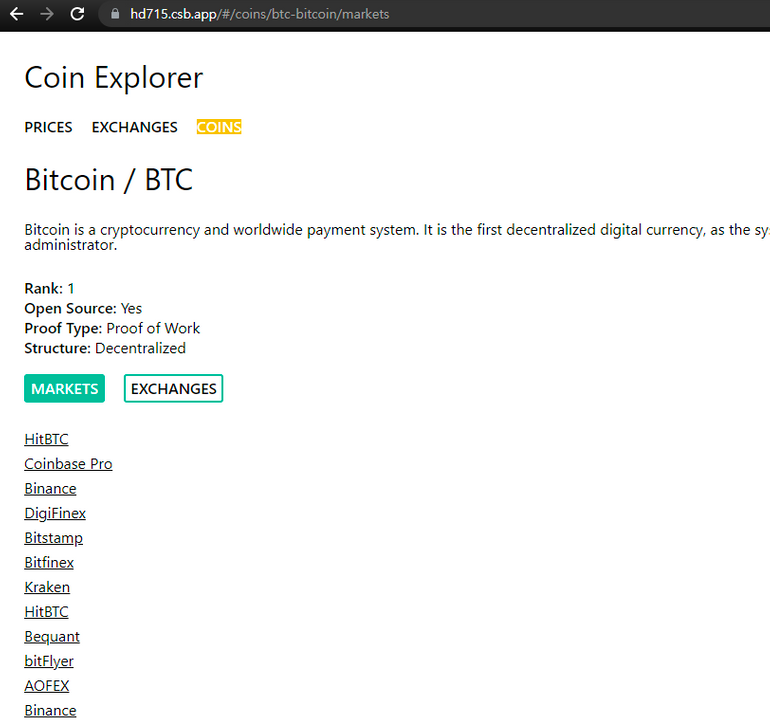 hd715.csb.app/#/coins/btc-bitcoin/markets
Coin Explorer
PRICES EXCHANGES COINS
Bitcoin / BTC
Bitcoin is a cryptocurrency and worldwide payment system. It is the first decentralized digital currency, as the
administrator.
Rank: 1
Open Source: Yes
Proof Type: Proof of Work
Structure: Decentralized
MARKETS EXCHANGES
HitBTC
Coinbase Pro
Binance
DigiFinex
Bitstamp
Bitfinex
Kraken
HitBTC
Bequant
bitFlyer
AOFEX
Binance